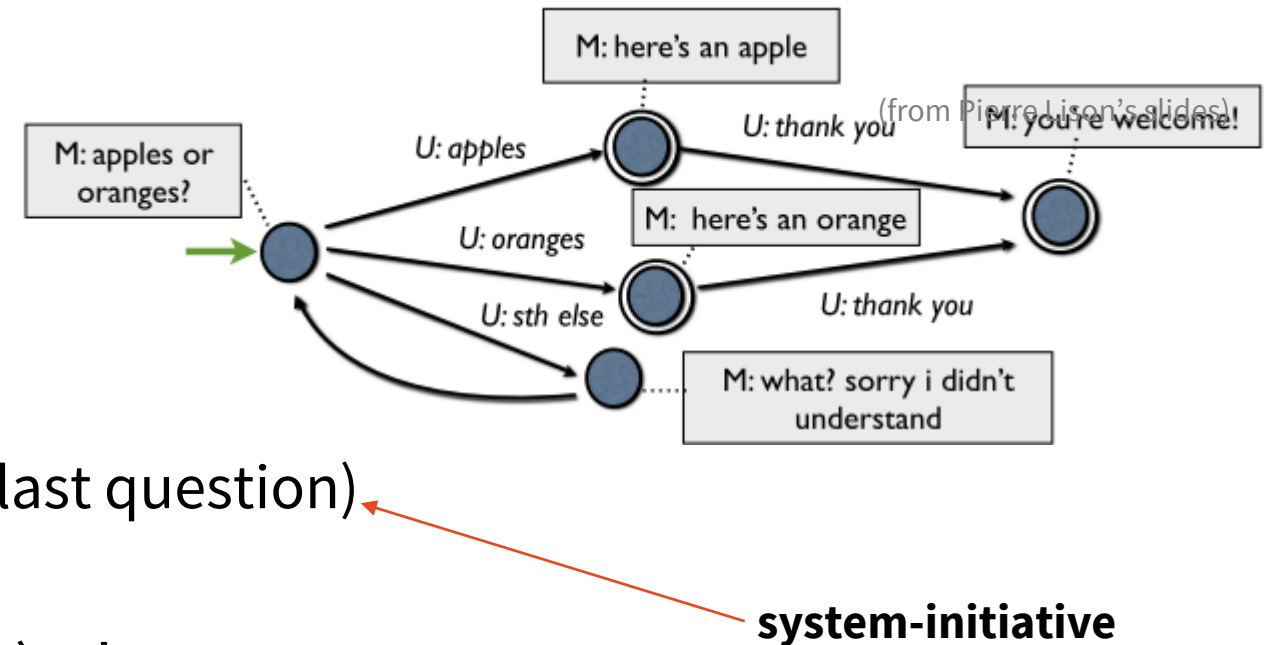 M: here's an apple
(from Pierre Lison's slides)
M: you're welcome!
U: thank you
M: apples or
oranges?
U: apples
M: here's an orange
U: oranges
U: thank you
U: sth else
M: what? sorry i didn't
understand
last question)
system-initiative